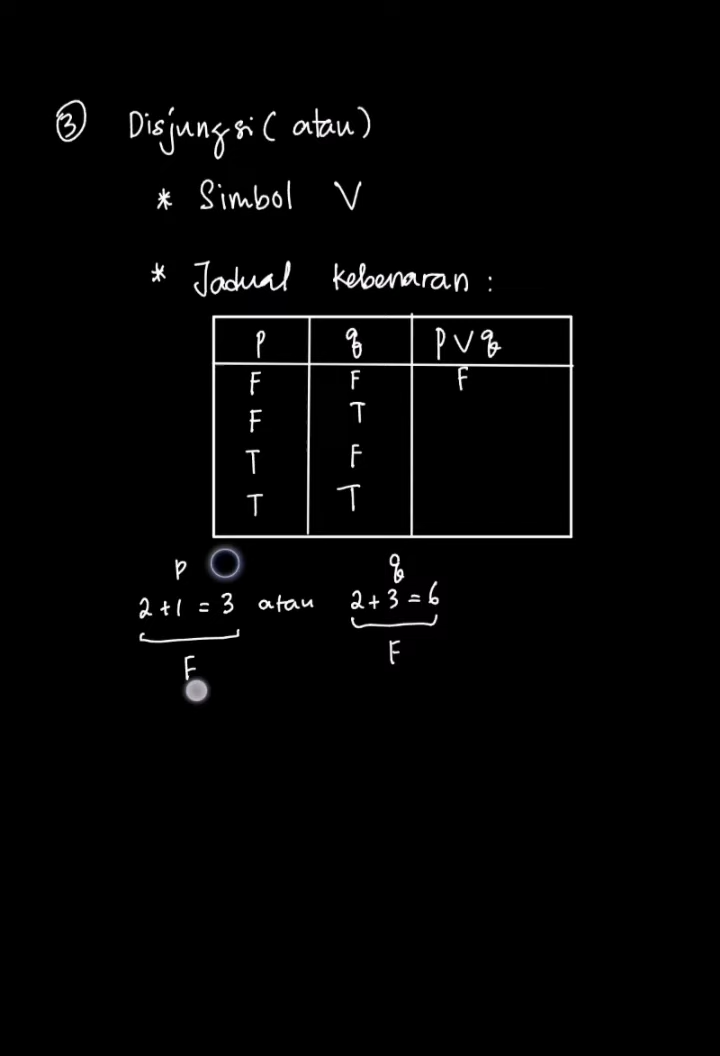 3 Disjungsi (atau)
* Simbol V
* Jadual kebenaran :
p q p V q
F F F
F T
T F
T T
p q
2 + 1 = 3 atau 2 + 3 = 6
F F